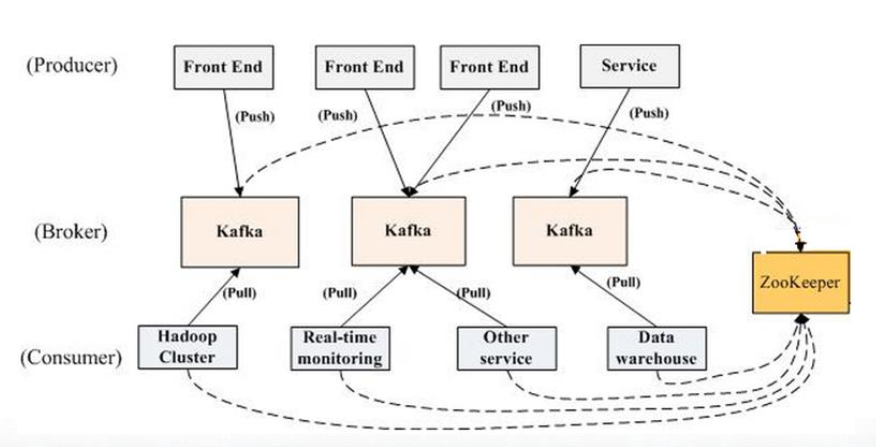 (Producer)
Front End
Front End
Front End
Service
(Push)
(Push)
(Push)
(Push)
(Broker)
Kafka
Kafka
Kafka
ZooKeeper
(Pull)
(Pull)
(Pull)
(Pull)
(Consumer)
Hadoop
Cluster
Real-time
monitoring
Other
service
Data
warehouse